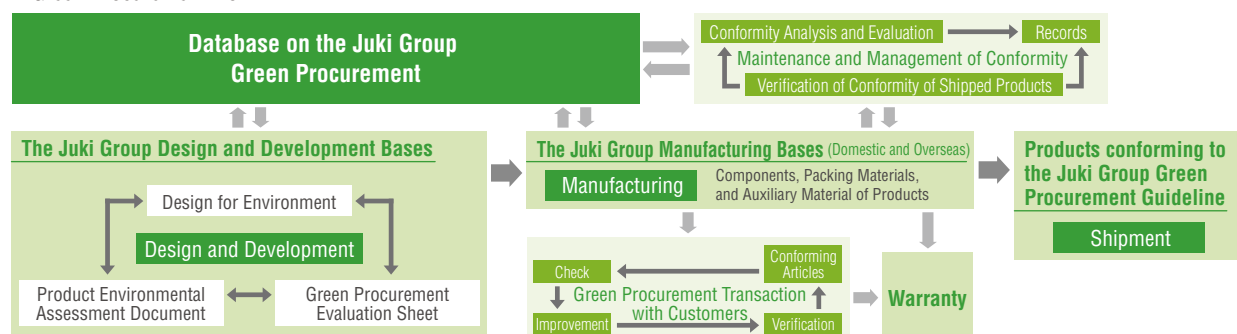 Database on the Juki Group
Green Procurement
Conformity Analysis and Evaluation
Records
Maintenance and Management of Conformity
Verification of Conformity of Shipped Products
The Juki Group Design and Development Bases
Design for Environment
Design and Development
Product Environmental
Assessment Document
Green Procurement
Evaluation Sheet
The Juki Group Manufacturing Bases (Domestic and Overseas)
Manufacturing
Components, Packing Materials,
and Auxiliary Material of Products
Check
Conforming
Articles
Green Procurement Transaction
with Customers
Improvement
Verification
Warranty
Products conforming to
the Juki Group Green
Procurement Guideline
Shipment